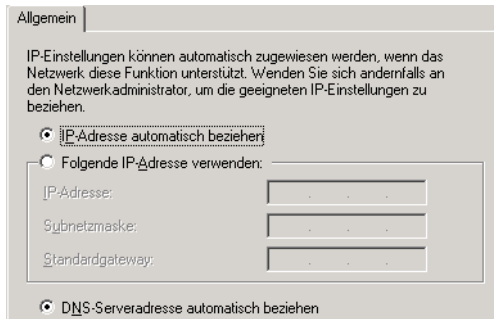 Allgemein
IP-Einstellungen können automatisch zugewiesen werden, wenn das
Netzwerk diese Funktion unterstützt. Wenden Sie sich andernfalls an
den Netzwerkadministrator, um die geeigneten IP-Einstellungen zu
beziehen.
IP-Adresse automatisch beziehen
Folgende IP-Adresse verwenden:
IP-Adresse:
Subnetzmaske:
Standardgateway:
DNS-Serveradresse automatisch beziehen